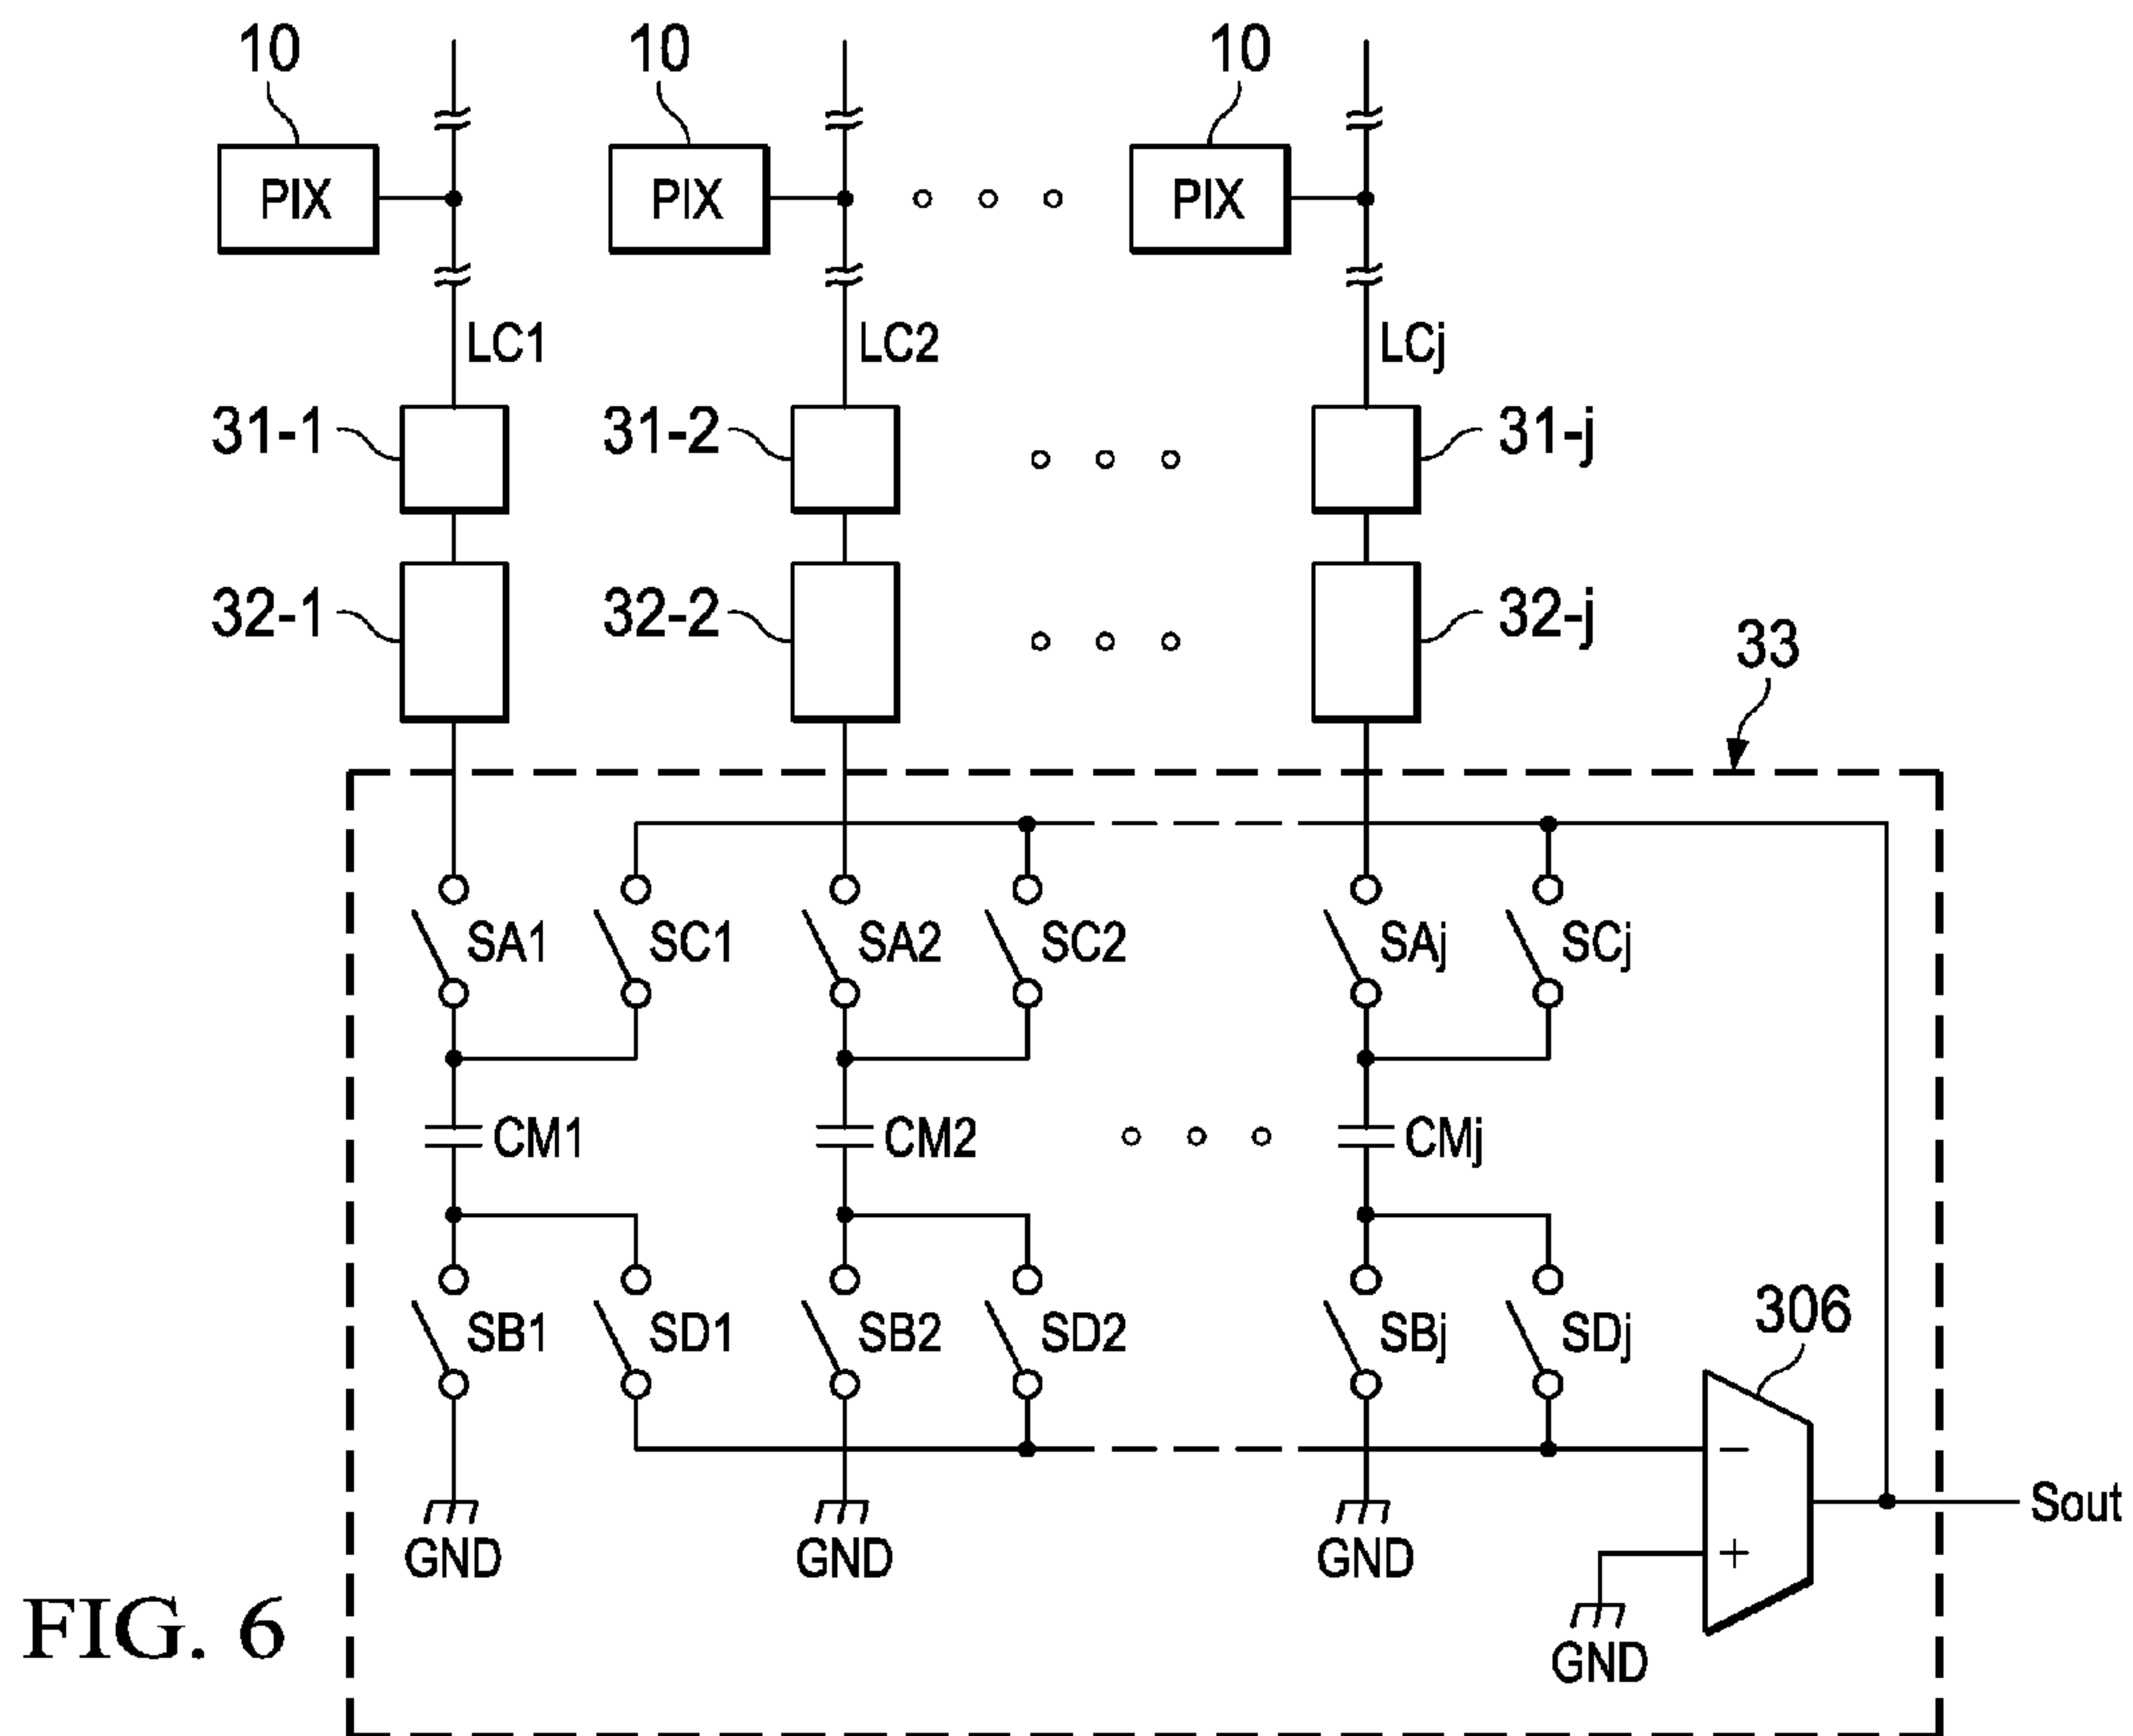 10 10 10
PIX PIX PIX
LC1 LC2 LCj
31-1 31-2 31-j
32-1 32-2 32-j
33
SA1 SC1 SA2 SC2 SAj SCj
CM1 CM2 CMj
SB1 SD1 SB2 SD2 SBj SDj
306
−
Sout
+
GND GND GND
GND
FIG. 6